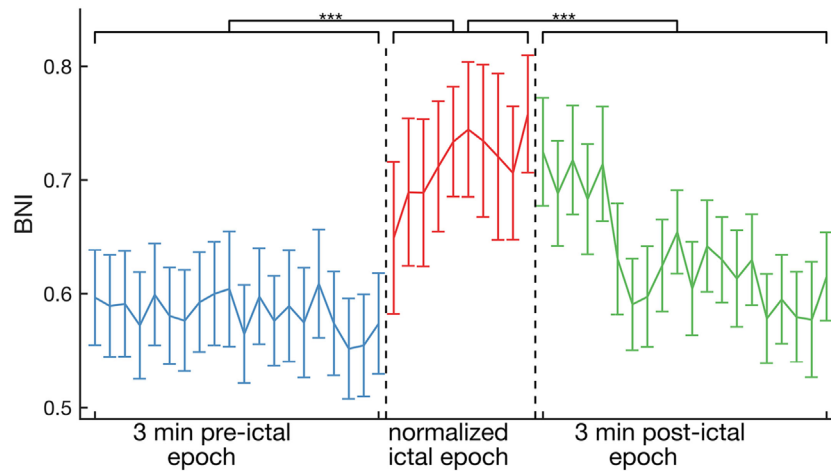 *** ***
0.8
0.7
0.6
0.5
BNI
3 min pre-ictal
epoch
normalized
ictal epoch
3 min post-ictal
epoch